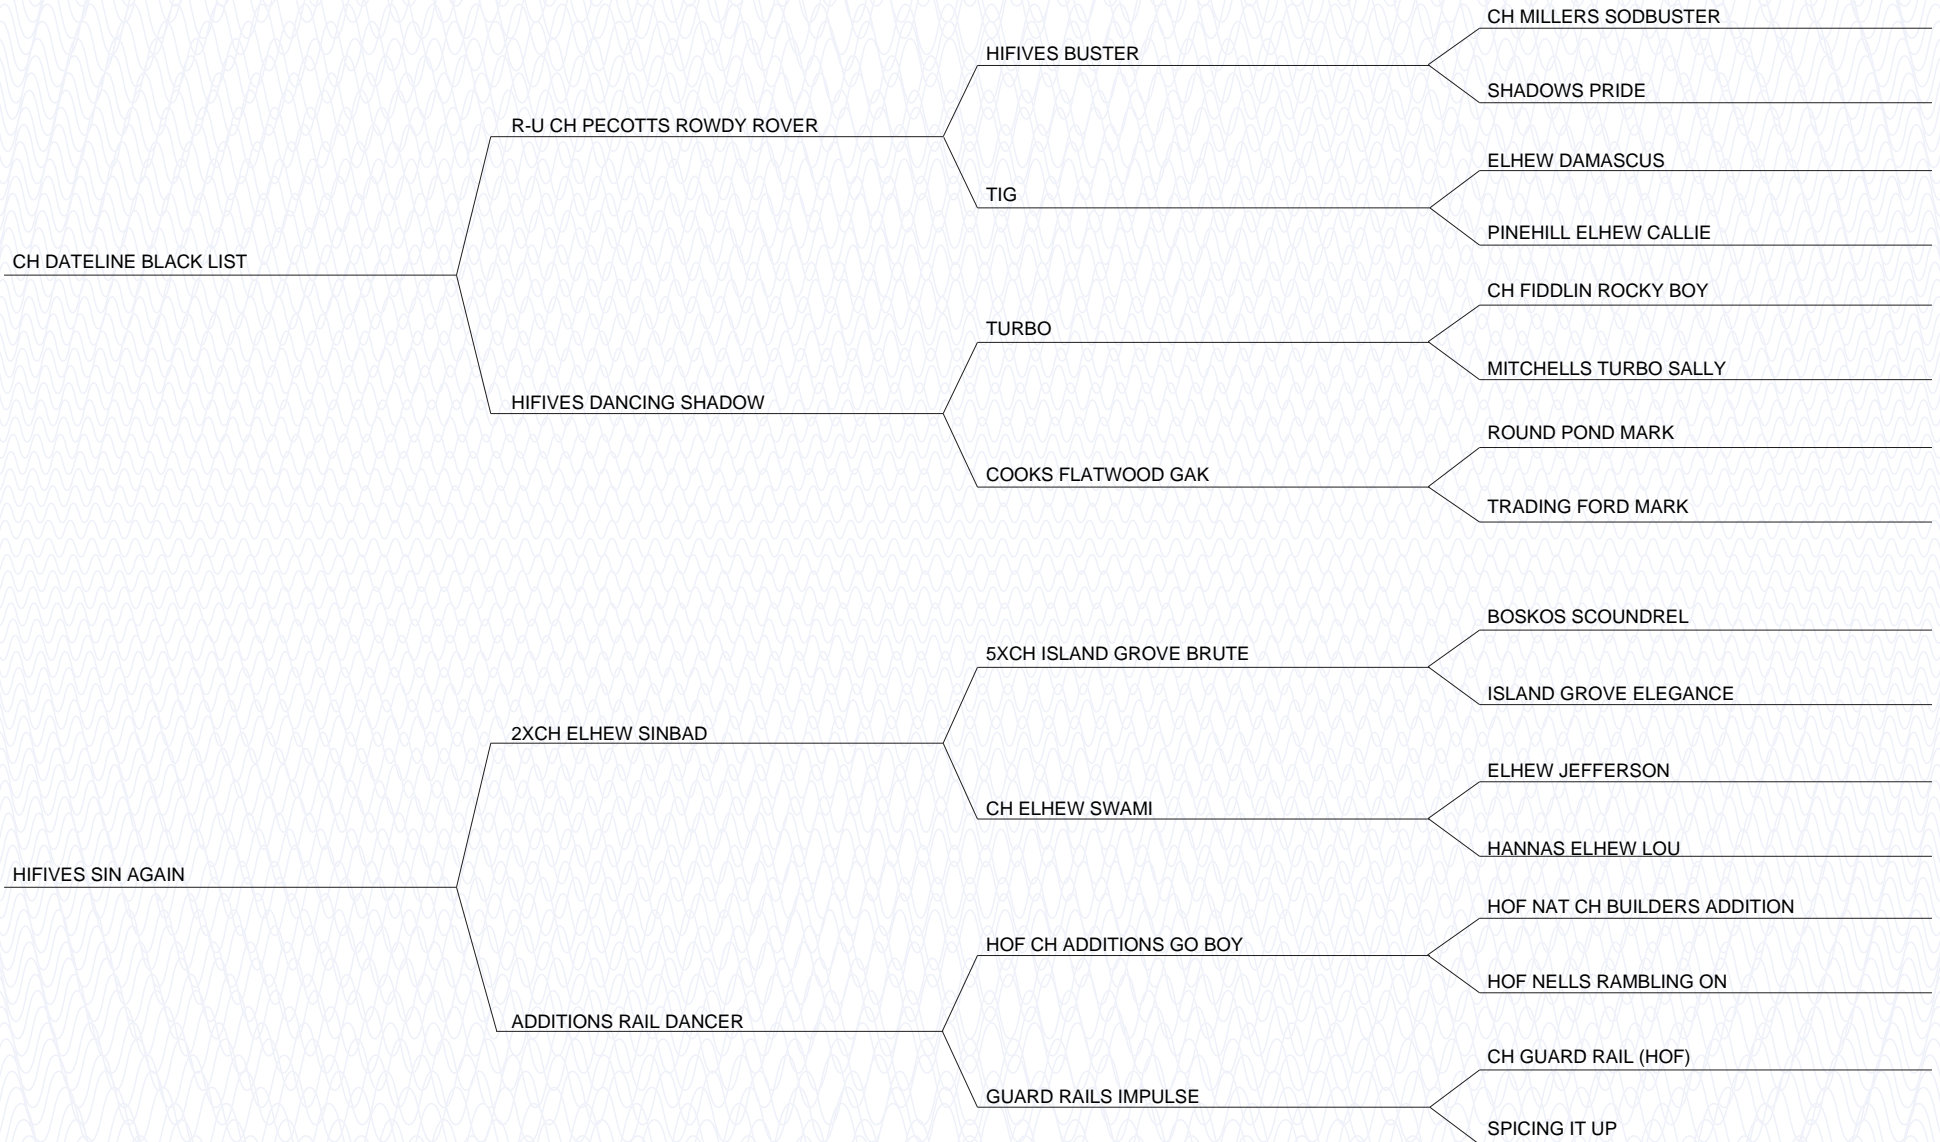 CH MILLERS SODBUSTER
HIFIVES BUSTER
SHADOWS PRIDE
R-U CH PECOTTS ROWDY ROVER
ELHEW DAMASCUS
TIG
PINEHILL ELHEW CALLIE
CH DATELINE BLACK LIST
CH FIDDLIN ROCKY BOY
TURBO
MITCHELLS TURBO SALLY
HIFIVES DANCING SHADOW
ROUND POND MARK
COOKS FLATWOOD GAK
TRADING FORD MARK
BOSKOS SCOUNDREL
5XCH ISLAND GROVE BRUTE
ISLAND GROVE ELEGANCE
2XCH ELHEW SINBAD
ELHEW JEFFERSON
CH ELHEW SWAMI
HANNAS ELHEW LOU
HIFIVES SIN AGAIN
HOF NAT CH BUILDERS ADDITION
HOF CH ADDITIONS GO BOY
HOF NELLS RAMBLING ON
ADDITIONS RAIL DANCER
CH GUARD RAIL (HOF)
GUARD RAILS IMPULSE
SPICING IT UP